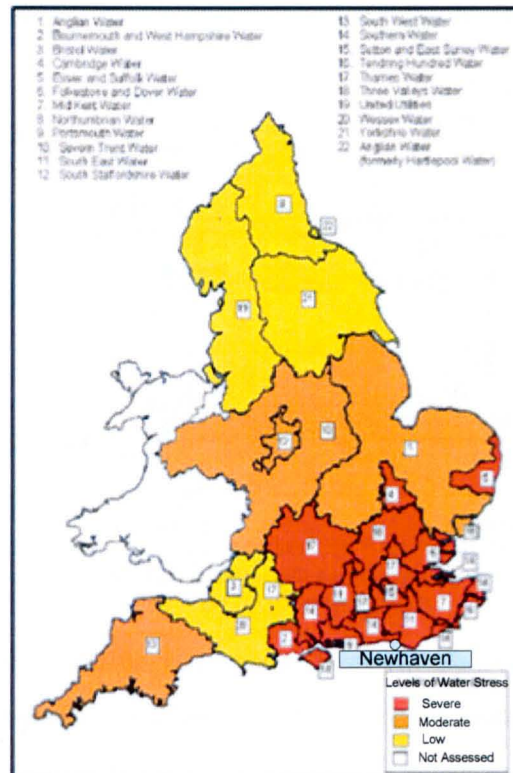 1 Anglian Water
2 Bournemouth and West Hampshire Water
3 Bristol Water
4 Cambridge Water
5 Essex and Suffolk Water
6 Folkestone and Dover Water
7 Mid Kent Water
8 Northumbrian Water
9 Portsmouth Water
10 Severn Trent Water
11 South East Water
12 South Staffordshire Water
13 South West Water
14 Southern Water
15 Sutton and East Surrey Water
16 Tendring Hundred Water
17 Thames Water
18 Three Valleys Water
19 United Utilities
20 Wessex Water
21 Yorkshire Water
22 Anglian Water
(formerly Hartlepool Water)
Newhaven
Levels of Water Stress
Severe
Moderate
Low
Not Assessed